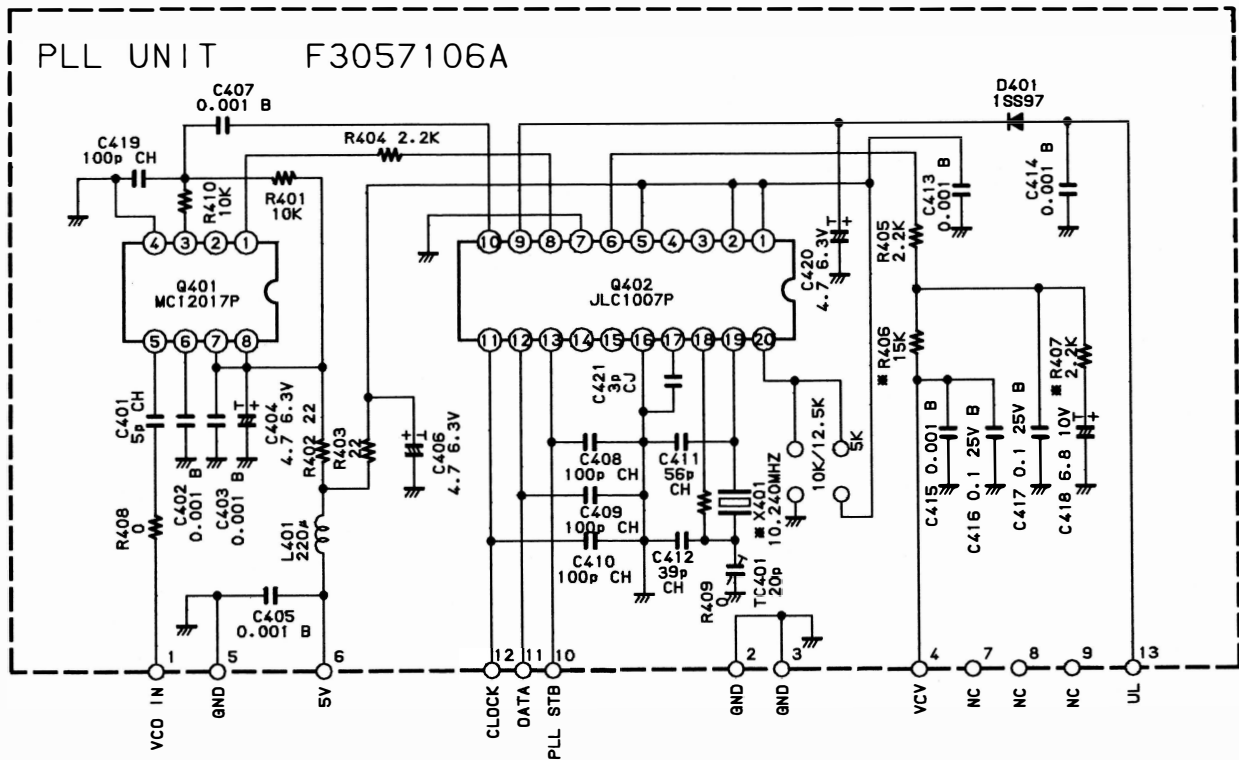 PLL UNIT F3057106A
C407
0.001 B
D401
1SS97
C419
100p CH
R404 2.2K
R410
10K
R401
10K
C413
0.001 B
C414
0.001 B
4 3 2 1
10 9 8 7 6 5 4 3 2 1
C420
4.7 6.3V
T +
R405
2.2K
Q401
MC12017P
Q402
JLC1007P
5 6 7 8
11 12 13 14 15 16 17 18 19 20
※R406
15K
※R407
2.2K
C421
3p
CJ
C401
5p CH
T +
C404
4.7 6.3V
R402 22
R403
22
+ T
C406
4.7 6.3V
C408
100p CH
C411
56p
CH
10K/12.5K
5K
T +
C415 0.001 B
C416 0.1 25V B
C417 0.1 25V B
C418 6.8 10V
C402
0.001 B
C403
0.001 B
C409
100p CH
※X401
10.240MHZ
R408
0
L401
220μ
C410
100p CH
C412
39p
CH
R409
0
TC401
20p
C405
0.001 B
1 5 6 12 11 10 2 3 4 7 8 9 13
VCO IN
GND
5V
CLOCK
DATA
PLL STB
GND
GND
VCV
NC
NC
NC
UL